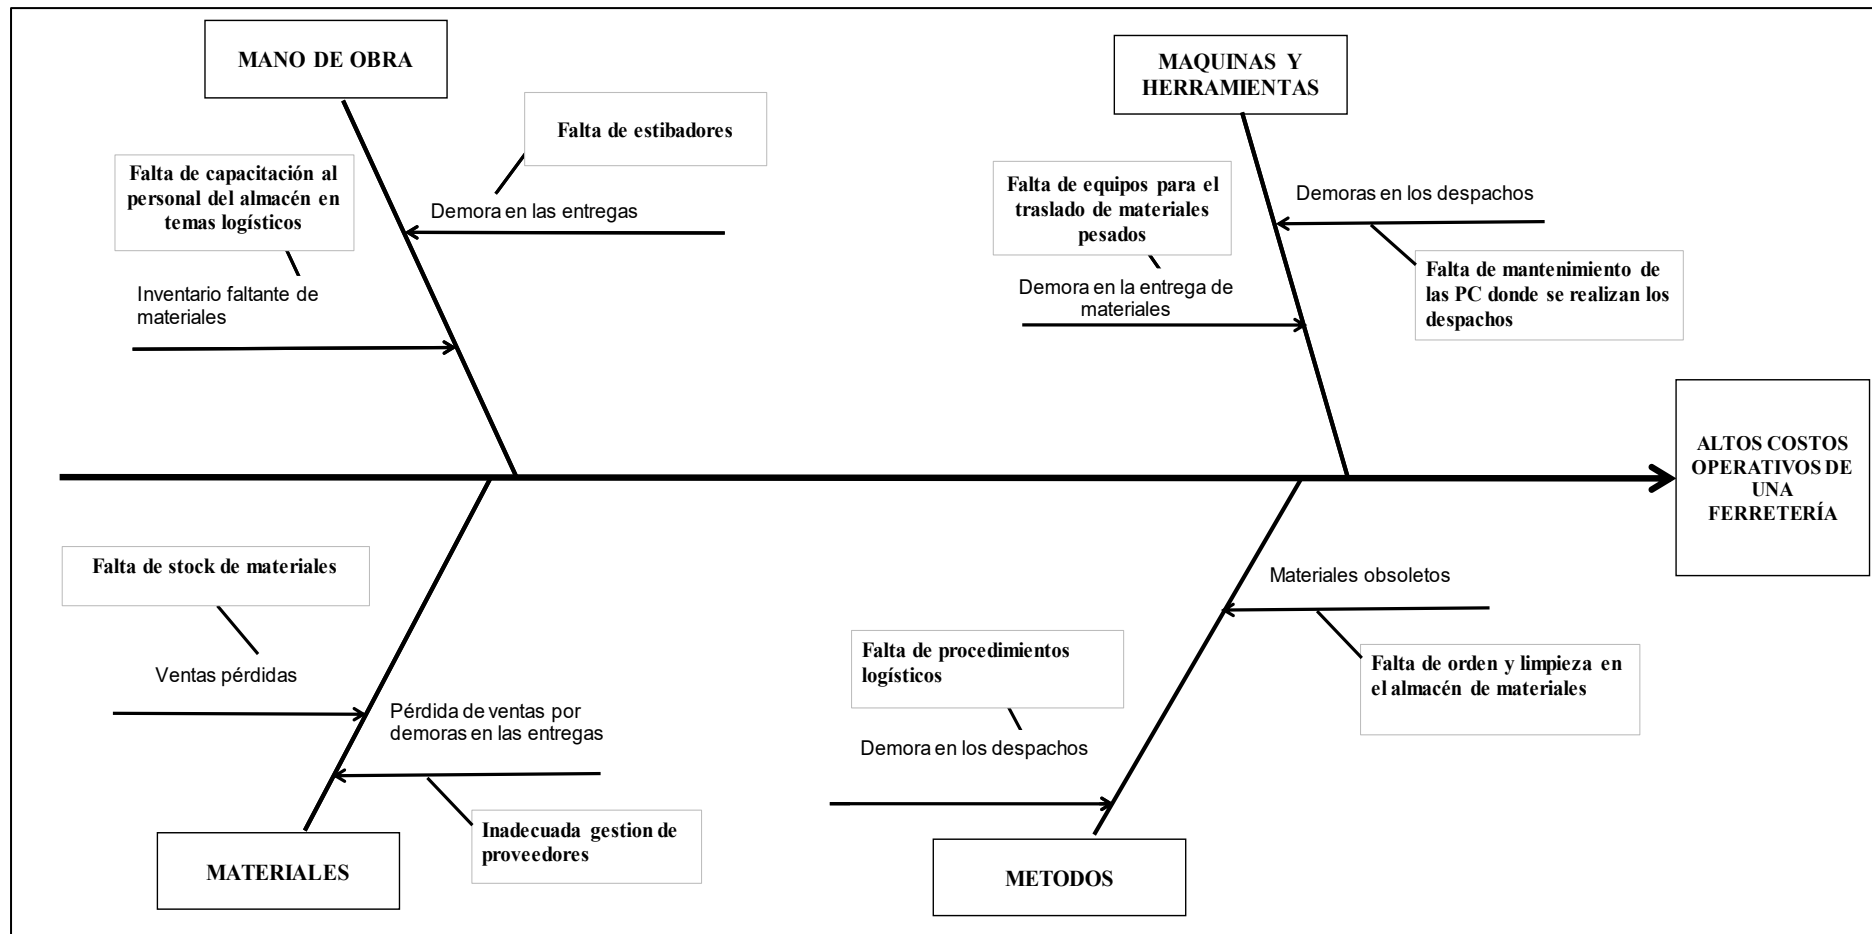 MANO DE OBRA
Falta de estibadores
Falta de capacitación al
personal del almacén en
temas logísticos
Demora en las entregas
Inventario faltante de
materiales
MAQUINAS Y
HERRAMIENTAS
Falta de equipos para el
traslado de materiales
pesados
Demoras en los despachos
Falta de mantenimiento de
las PC donde se realizan los
despachos
Demora en la entrega de
materiales
ALTOS COSTOS
OPERATIVOS DE
UNA
FERRETERÍA
Falta de stock de materiales
Ventas pérdidas
Pérdida de ventas por
demoras en las entregas
Inadecuada gestion de
proveedores
MATERIALES
Materiales obsoletos
Falta de procedimientos
logísticos
Falta de orden y limpieza en
el almacén de materiales
Demora en los despachos
METODOS